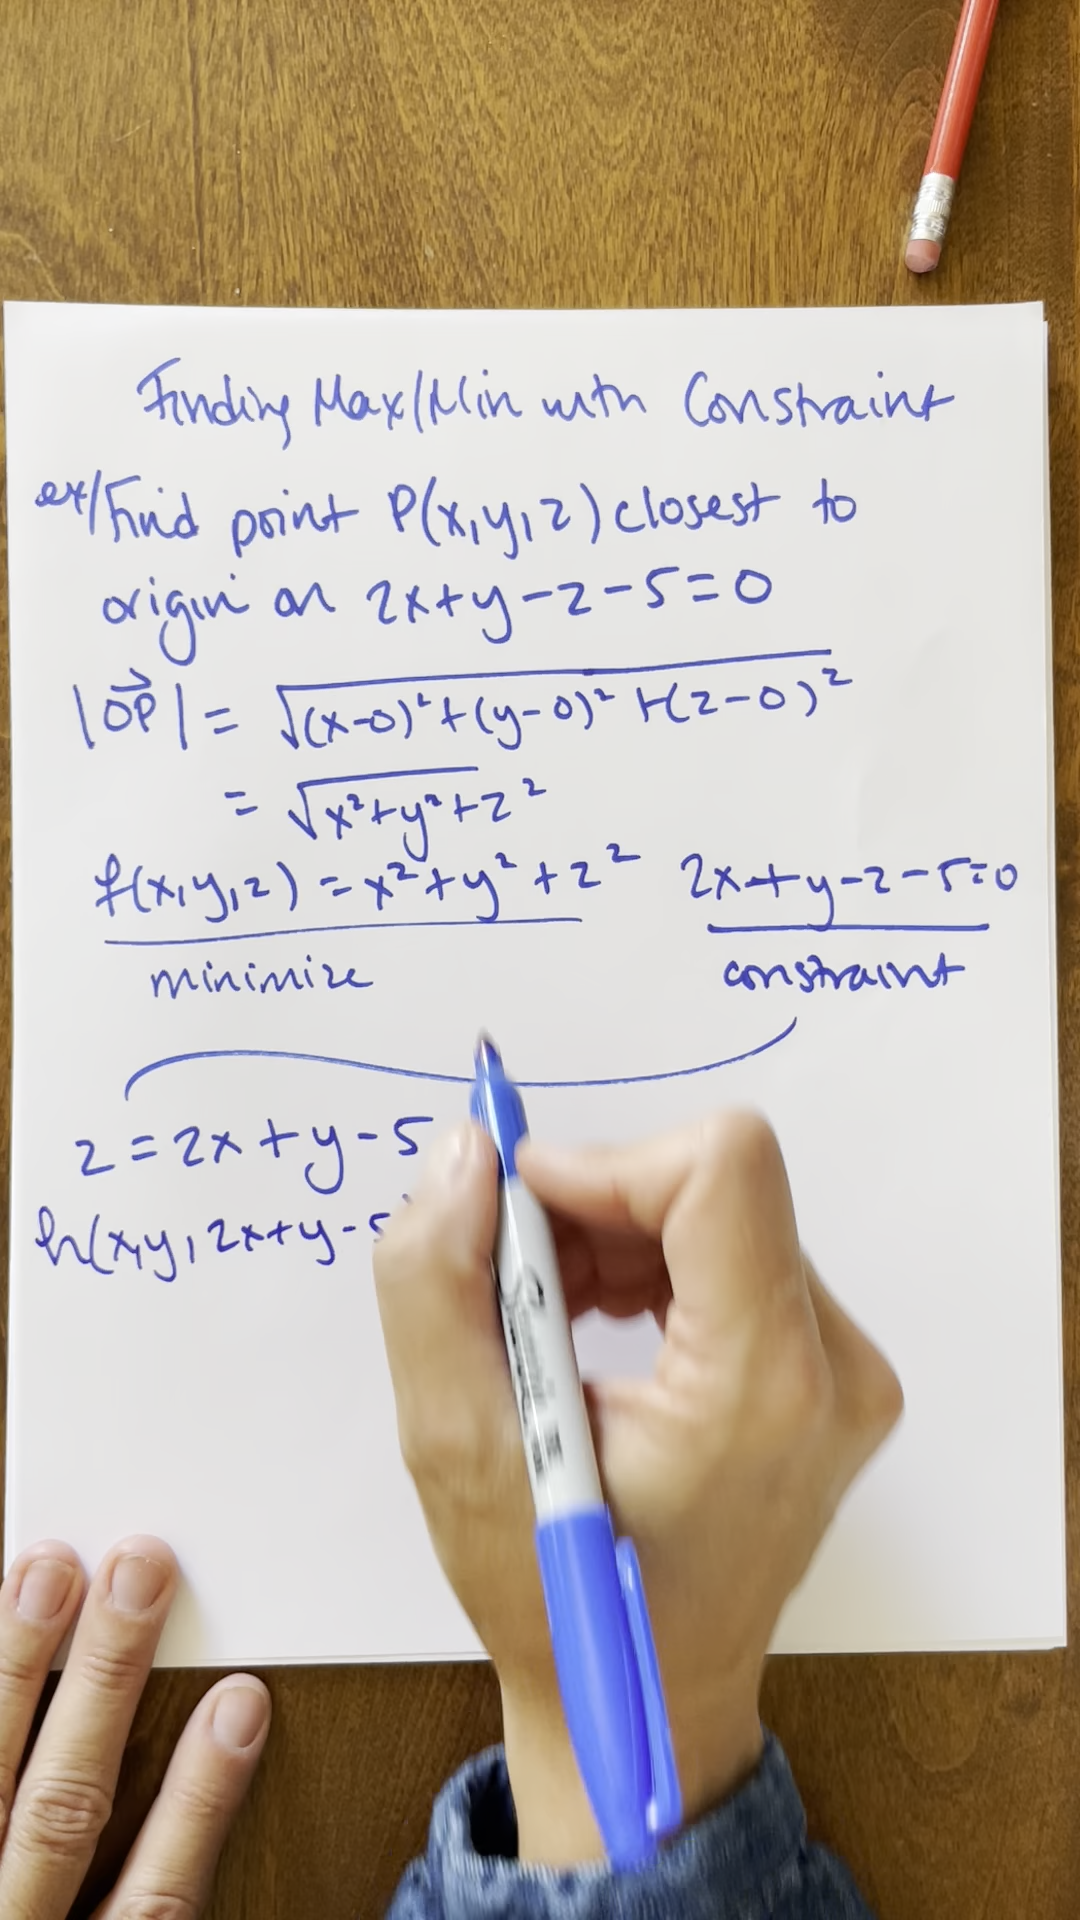 Finding Max/Min with Constraint
ex/Find point P(x,y,z) closest to
origin on 2x+y-z-5=0
|OP⃗| = √((x-0)²+(y-0)²+(z-0)²)
= √(x²+y²+z²)
f(x,y,z) = x²+y²+z² 2x+y-z-5=0
minimize constraint
z = 2x+y-5
h(x,y,2x+y-5